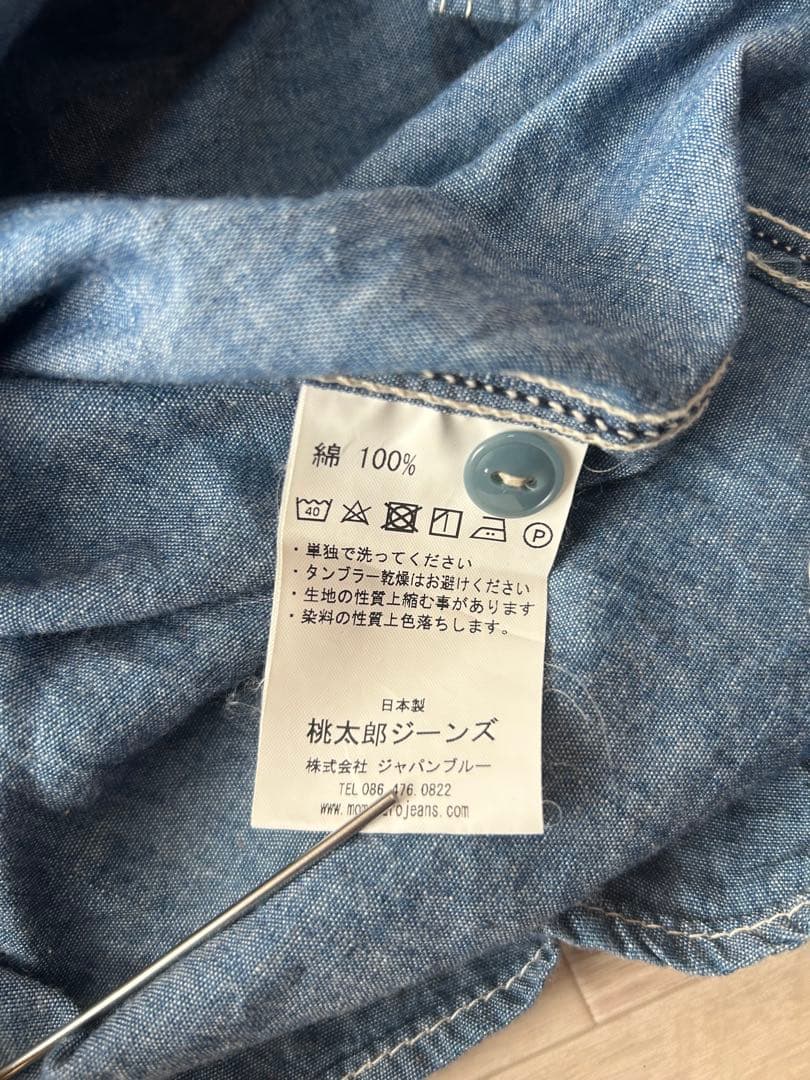 綿 100%
40
P
・単独で洗ってください
・タンブラー乾燥はお避けください
・生地の性質上縮む事があります
・染料の性質上色落ちします。
日本製
桃太郎ジーンズ
株式会社 ジャパンブルー
TEL 086.476.0822